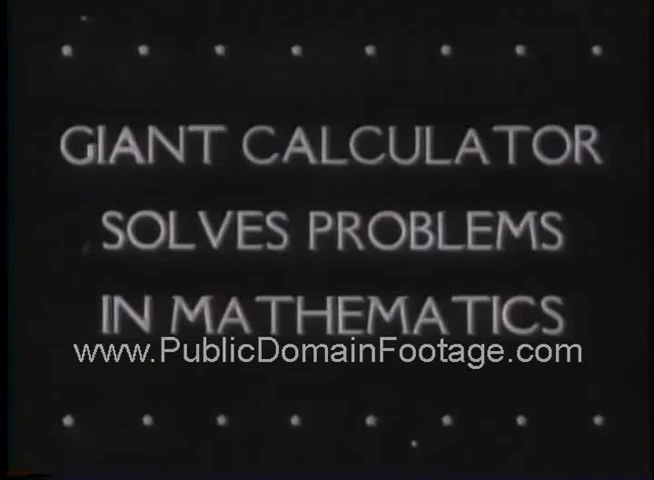 GIANT CALCULATOR
SOLVES PROBLEMS
IN MATHEMATICS
www.PublicDomainFootage.com